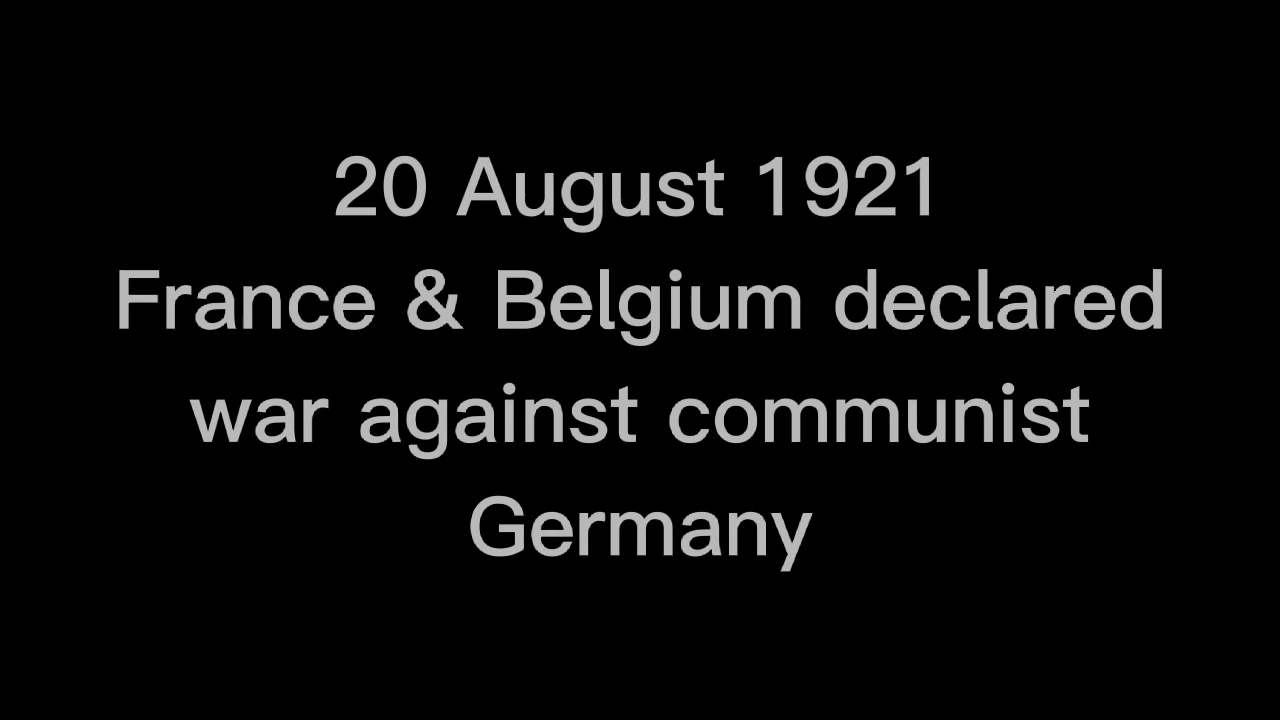 20 August 1921
France & Belgium declared
war against communist
Germany